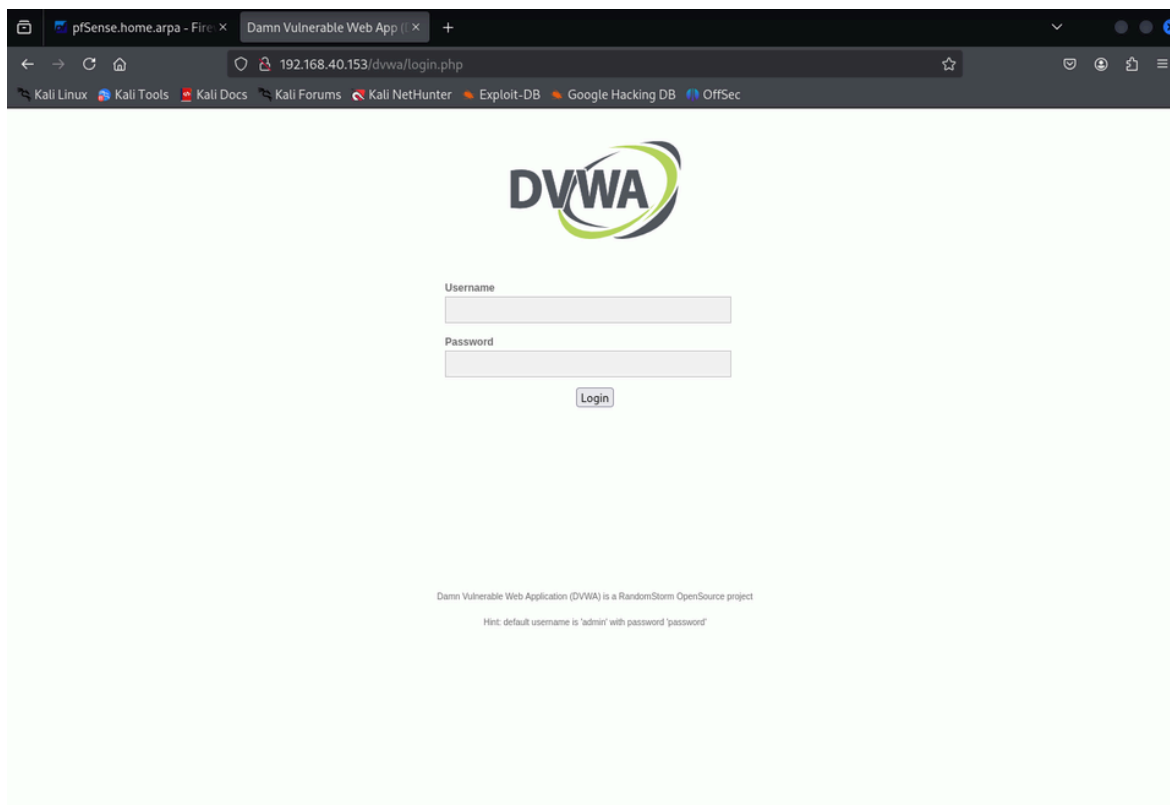 pfSense.home.arpa - Fire
Damn Vulnerable Web App (
192.168.40.153/dvwa/login.php
Kali Linux Kali Tools Kali Docs Kali Forums Kali NetHunter Exploit-DB Google Hacking DB OffSec
DVWA
Username
Password
Login
Damn Vulnerable Web Application (DVWA) is a RandomStorm OpenSource project
Hint: default username is 'admin' with password 'password'